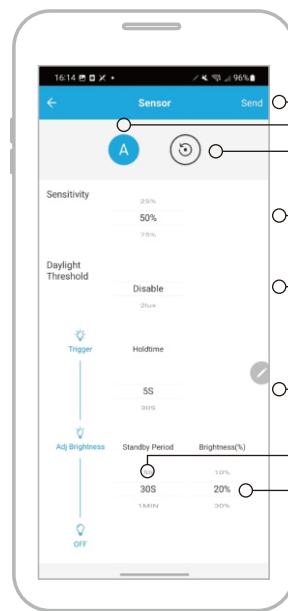 16:14 96%
Sensor Send
A
Sensitivity
25%
50%
75%
Daylight
Threshold
Disable
2lux
Trigger Holdtime
5S
30S
Adj Brightness Standby Period Brightness(%)
10%
30S 20%
1MIN 30%
OFF